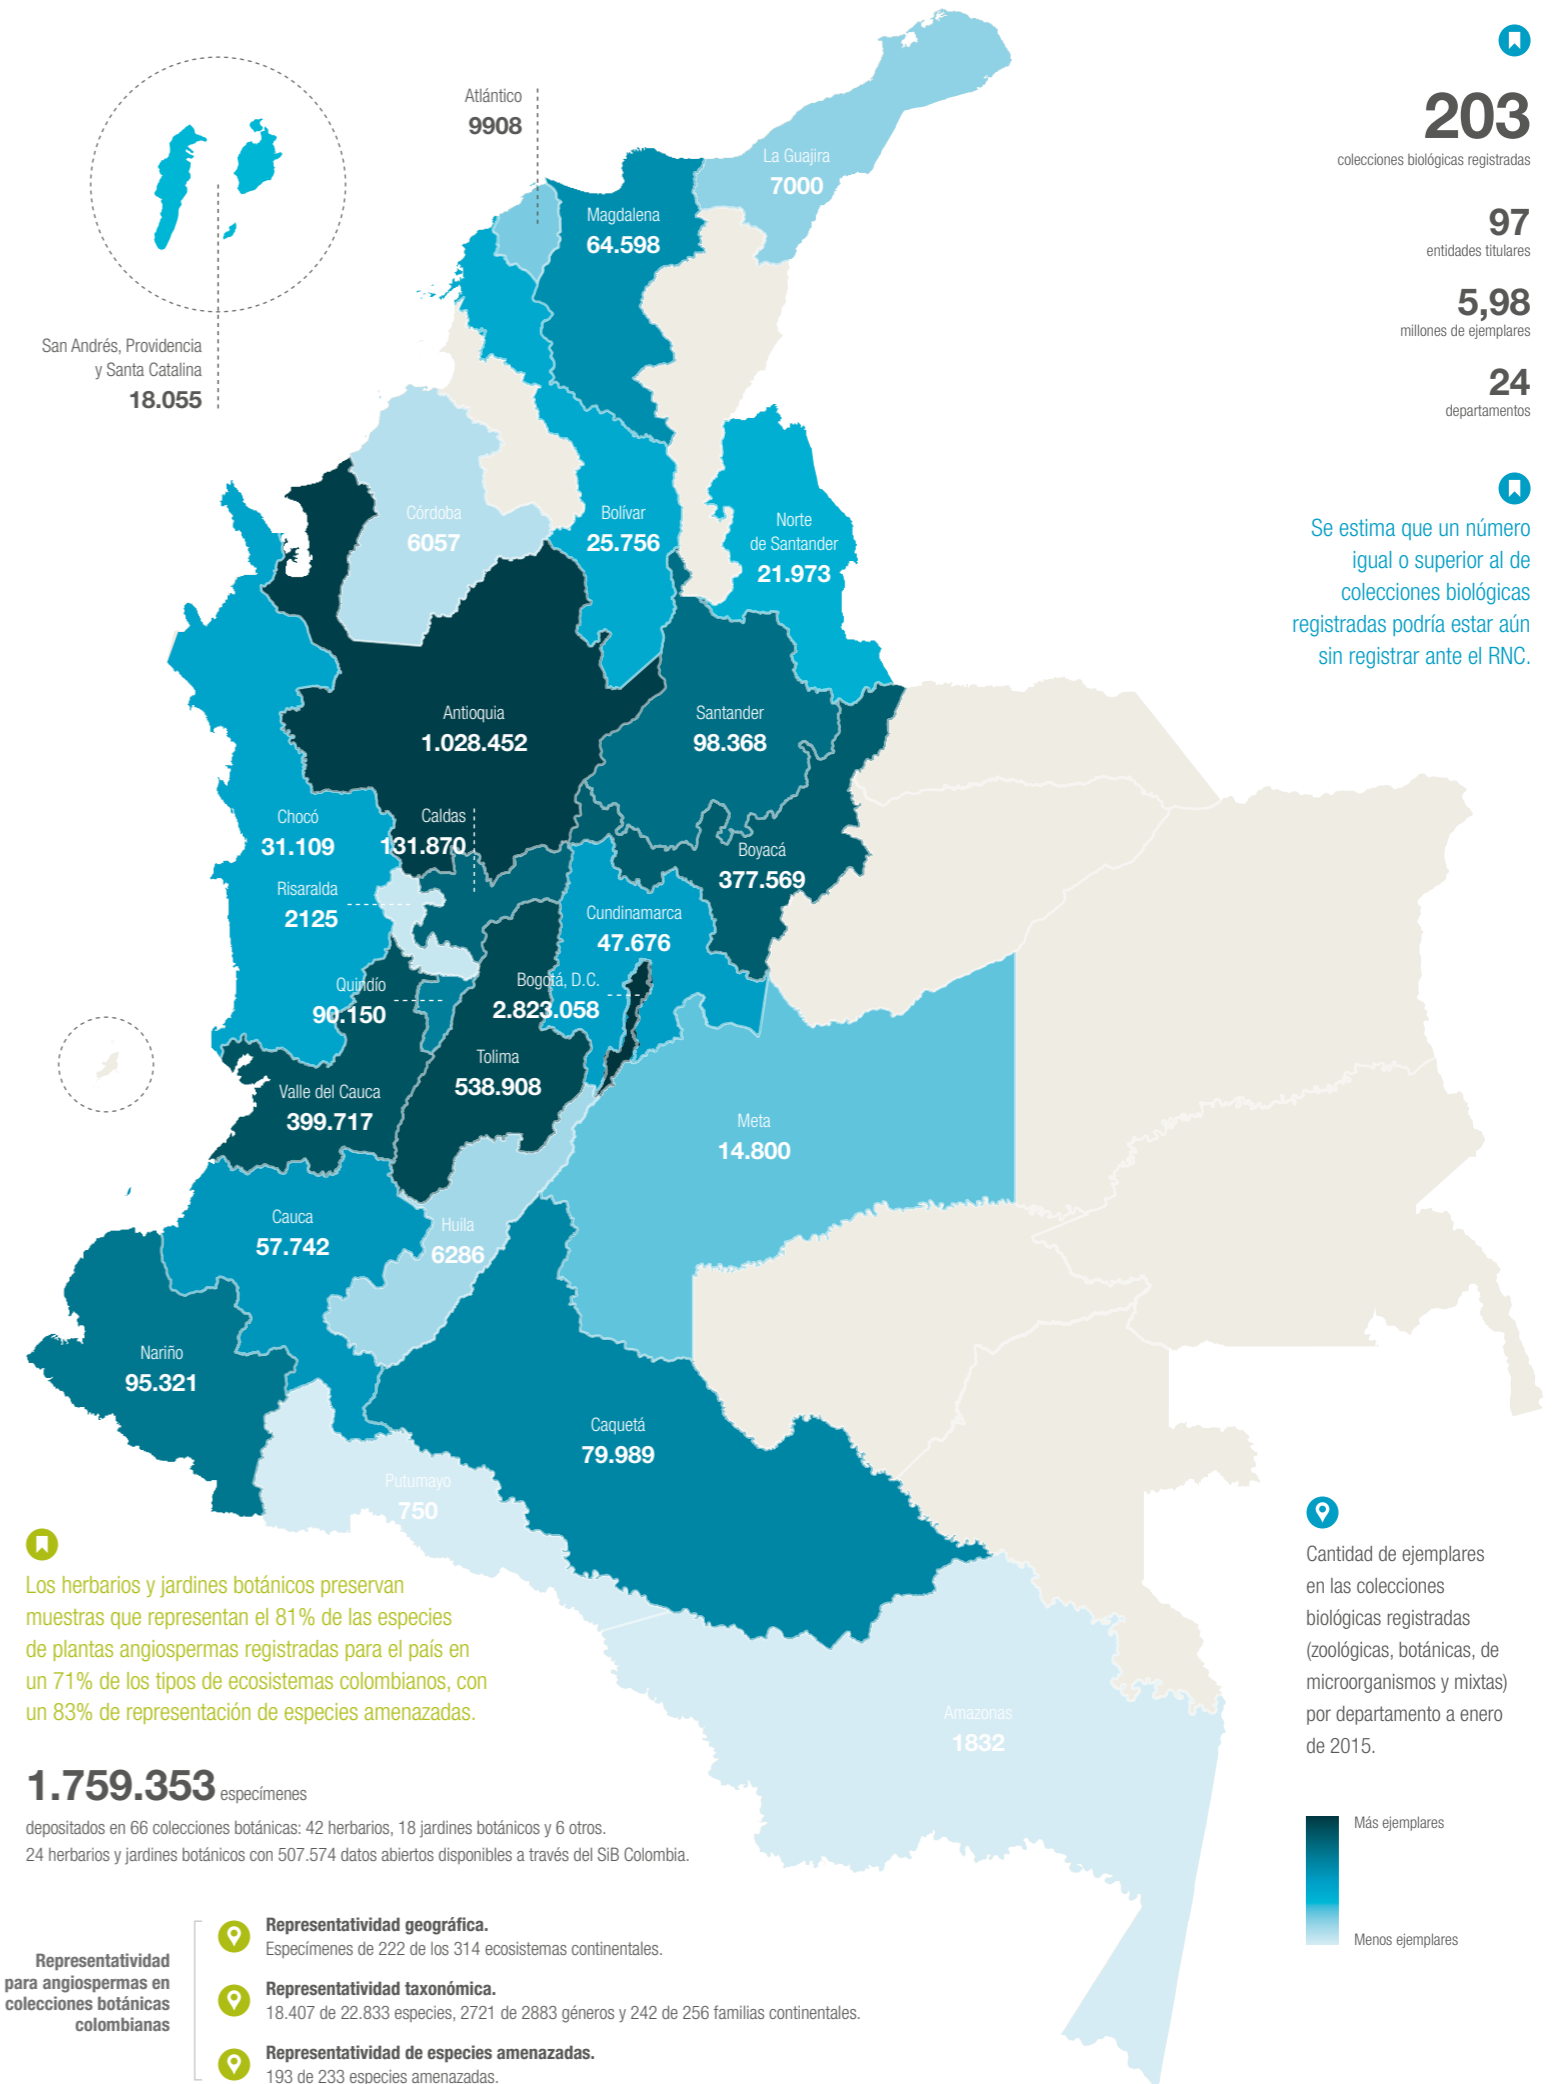 203
colecciones biológicas registradas
97
entidades titulares
5,98
millones de ejemplares
24
departamentos
Se estima que un número
igual o superior al de
colecciones biológicas
registradas podría estar aún
sin registrar ante el RNC.
Atlántico
9908
La Guajira
7000
Magdalena
64.598
San Andrés, Providencia
y Santa Catalina
18.055
Córdoba
6057
Bolívar
25.756
Norte
de Santander
21.973
Antioquia
1.028.452
Santander
98.368
Chocó
31.109
Caldas
131.870
Boyacá
377.569
Risaralda
2125
Cundinamarca
47.676
Quindío
90.150
Bogotá, D.C.
2.823.058
Tolima
538.908
Valle del Cauca
399.717
Meta
14.800
Cauca
57.742
Huila
6286
Nariño
95.321
Caquetá
79.989
Putumayo
750
Amazonas
1832
Los herbarios y jardines botánicos preservan
muestras que representan el 81% de las especies
de plantas angiospermas registradas para el país en
un 71% de los tipos de ecosistemas colombianos, con
un 83% de representación de especies amenazadas.
1.759.353 especímenes
depositados en 66 colecciones botánicas: 42 herbarios, 18 jardines botánicos y 6 otros.
24 herbarios y jardines botánicos con 507.574 datos abiertos disponibles a través del SiB Colombia.
Cantidad de ejemplares
en las colecciones
biológicas registradas
(zoológicas, botánicas, de
microorganismos y mixtas)
por departamento a enero
de 2015.
Más ejemplares
Menos ejemplares
Representatividad
para angiospermas en
colecciones botánicas
colombianas
Representatividad geográfica.
Especímenes de 222 de los 314 ecosistemas continentales.
Representatividad taxonómica.
18.407 de 22.833 especies, 2721 de 2883 géneros y 242 de 256 familias continentales.
Representatividad de especies amenazadas.
193 de 233 especies amenazadas.